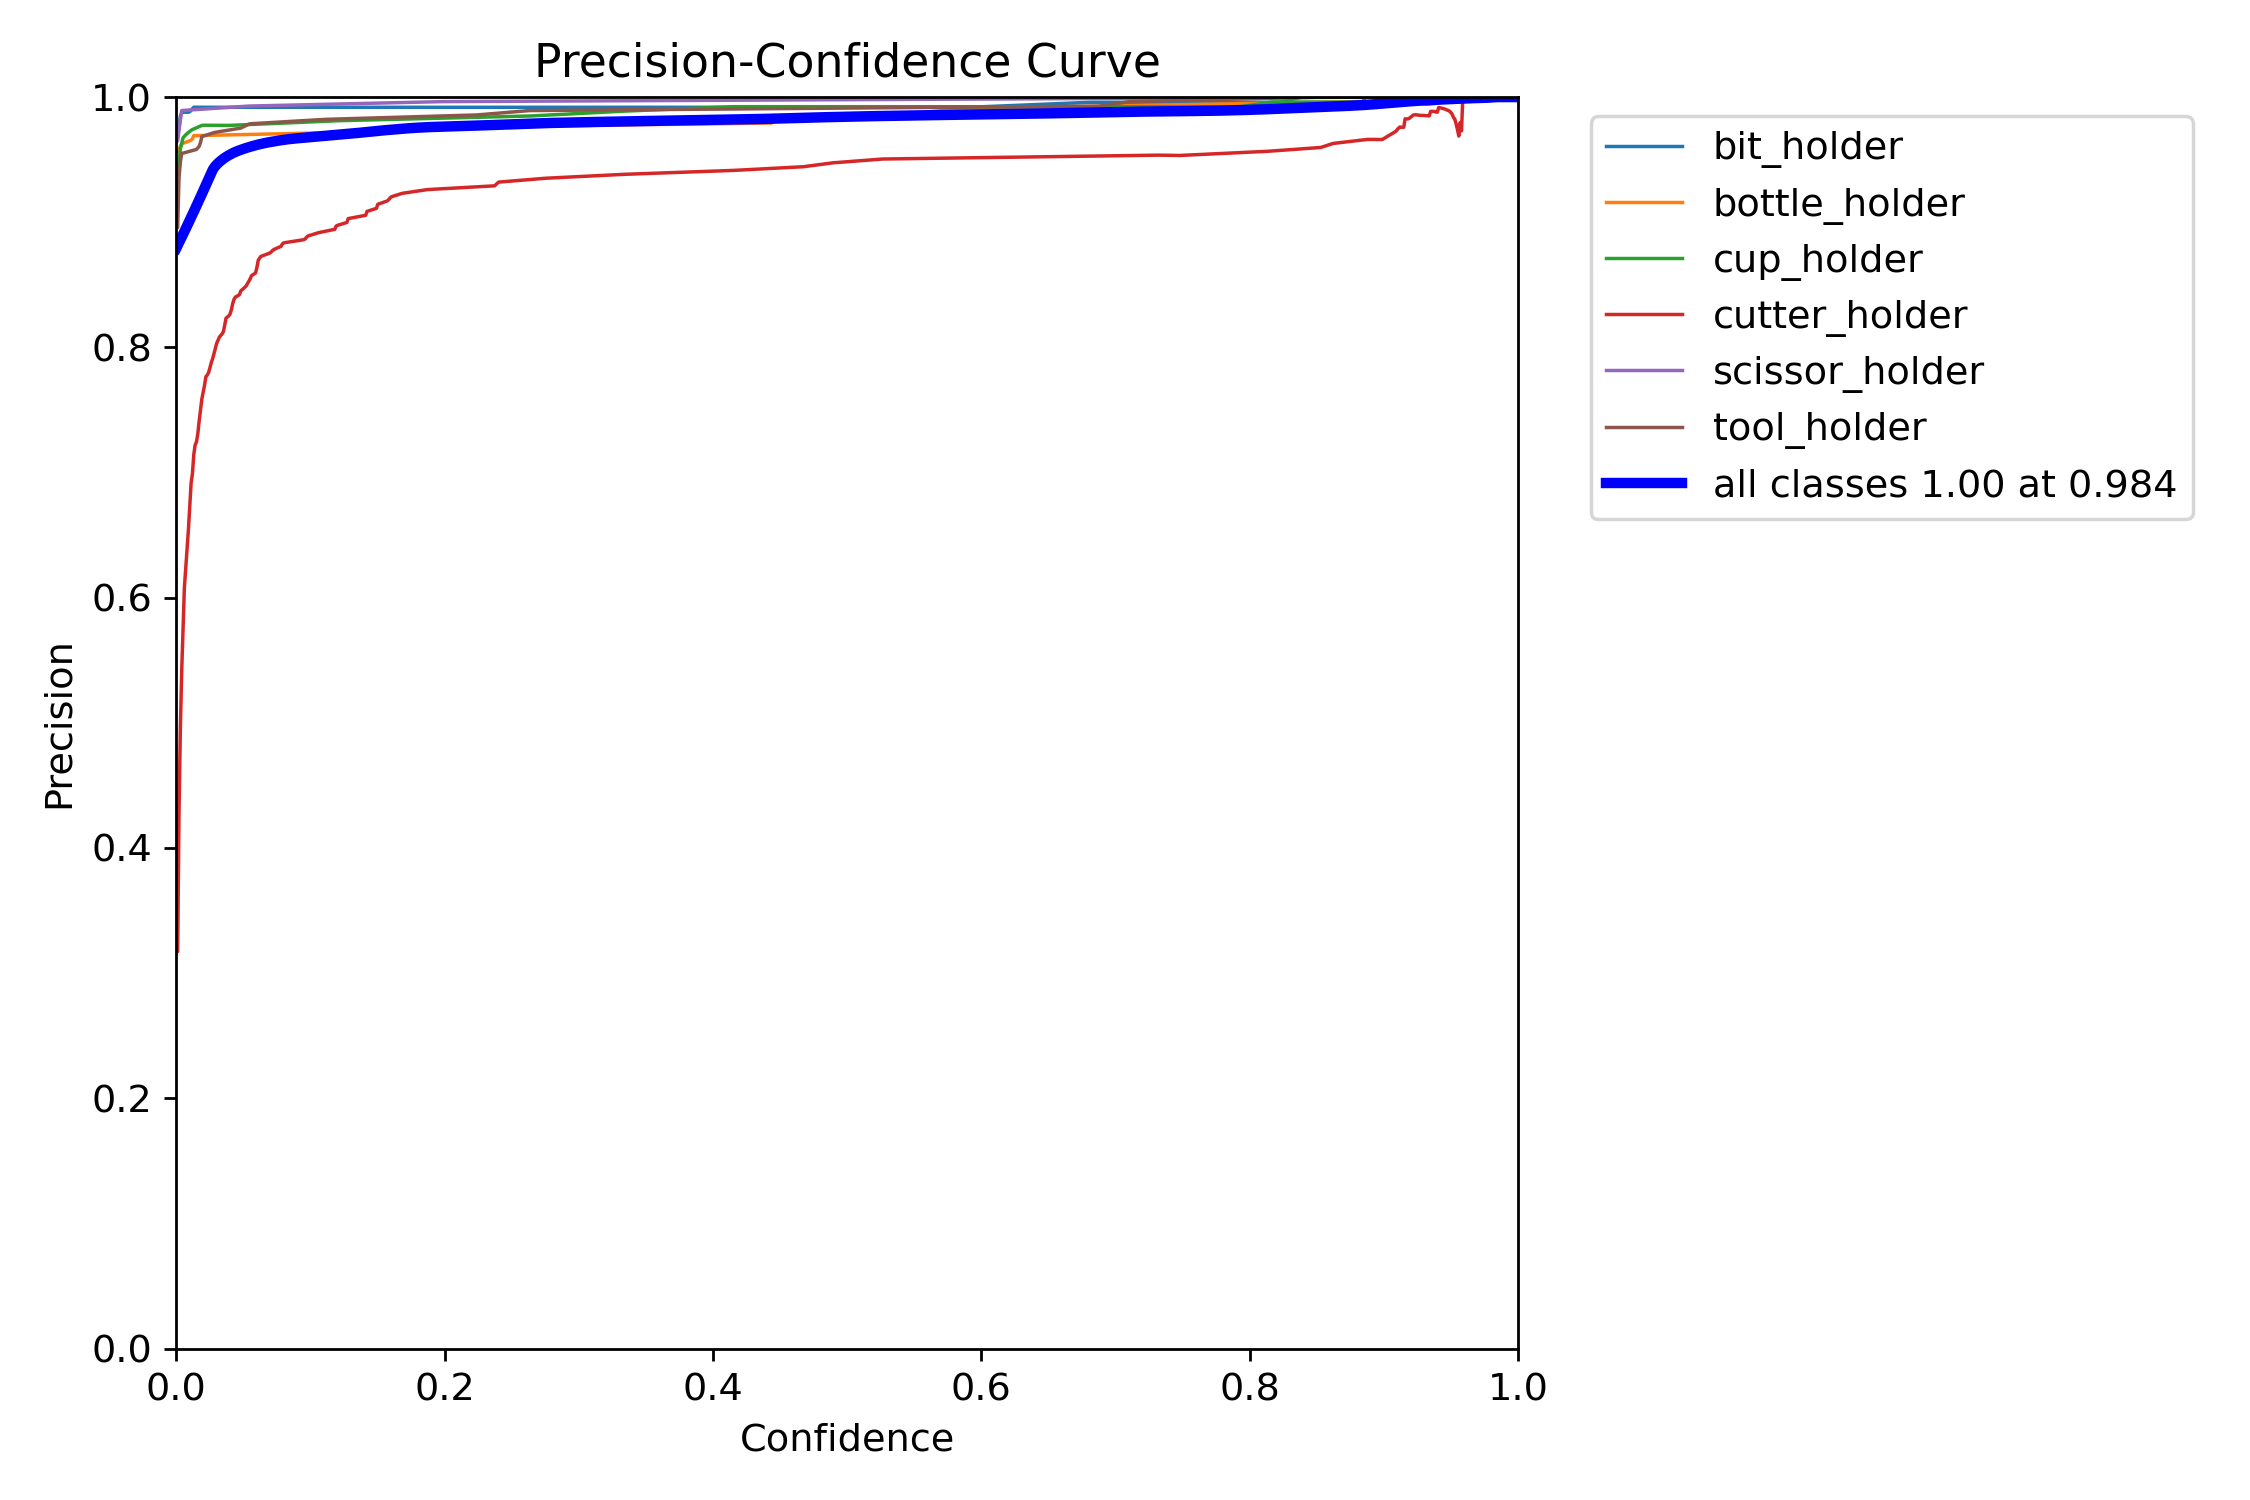 Precision-Confidence Curve
1.0
0.8
0.6
0.4
0.2
0.0
Precision
0.0 0.2 0.4 0.6 0.8 1.0
Confidence
bit_holder
bottle_holder
cup_holder
cutter_holder
scissor_holder
tool_holder
all classes 1.00 at 0.984